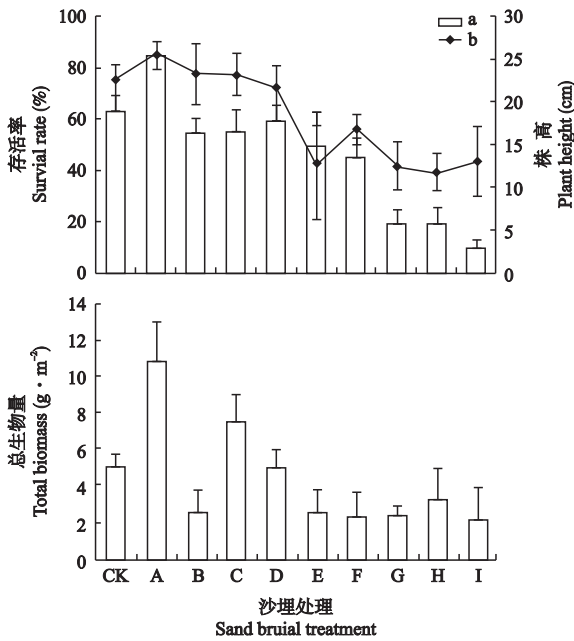 100
80
60
40
20
0
存活率
Survial rate (%)
a
b
30
25
20
15
10
5
0
株 高
Plant height (cm)
14
12
10
8
6
4
2
0
总生物量
Total biomass (g·m⁻²)
CK A B C D E F G H I
沙埋处理
Sand bruial treatment